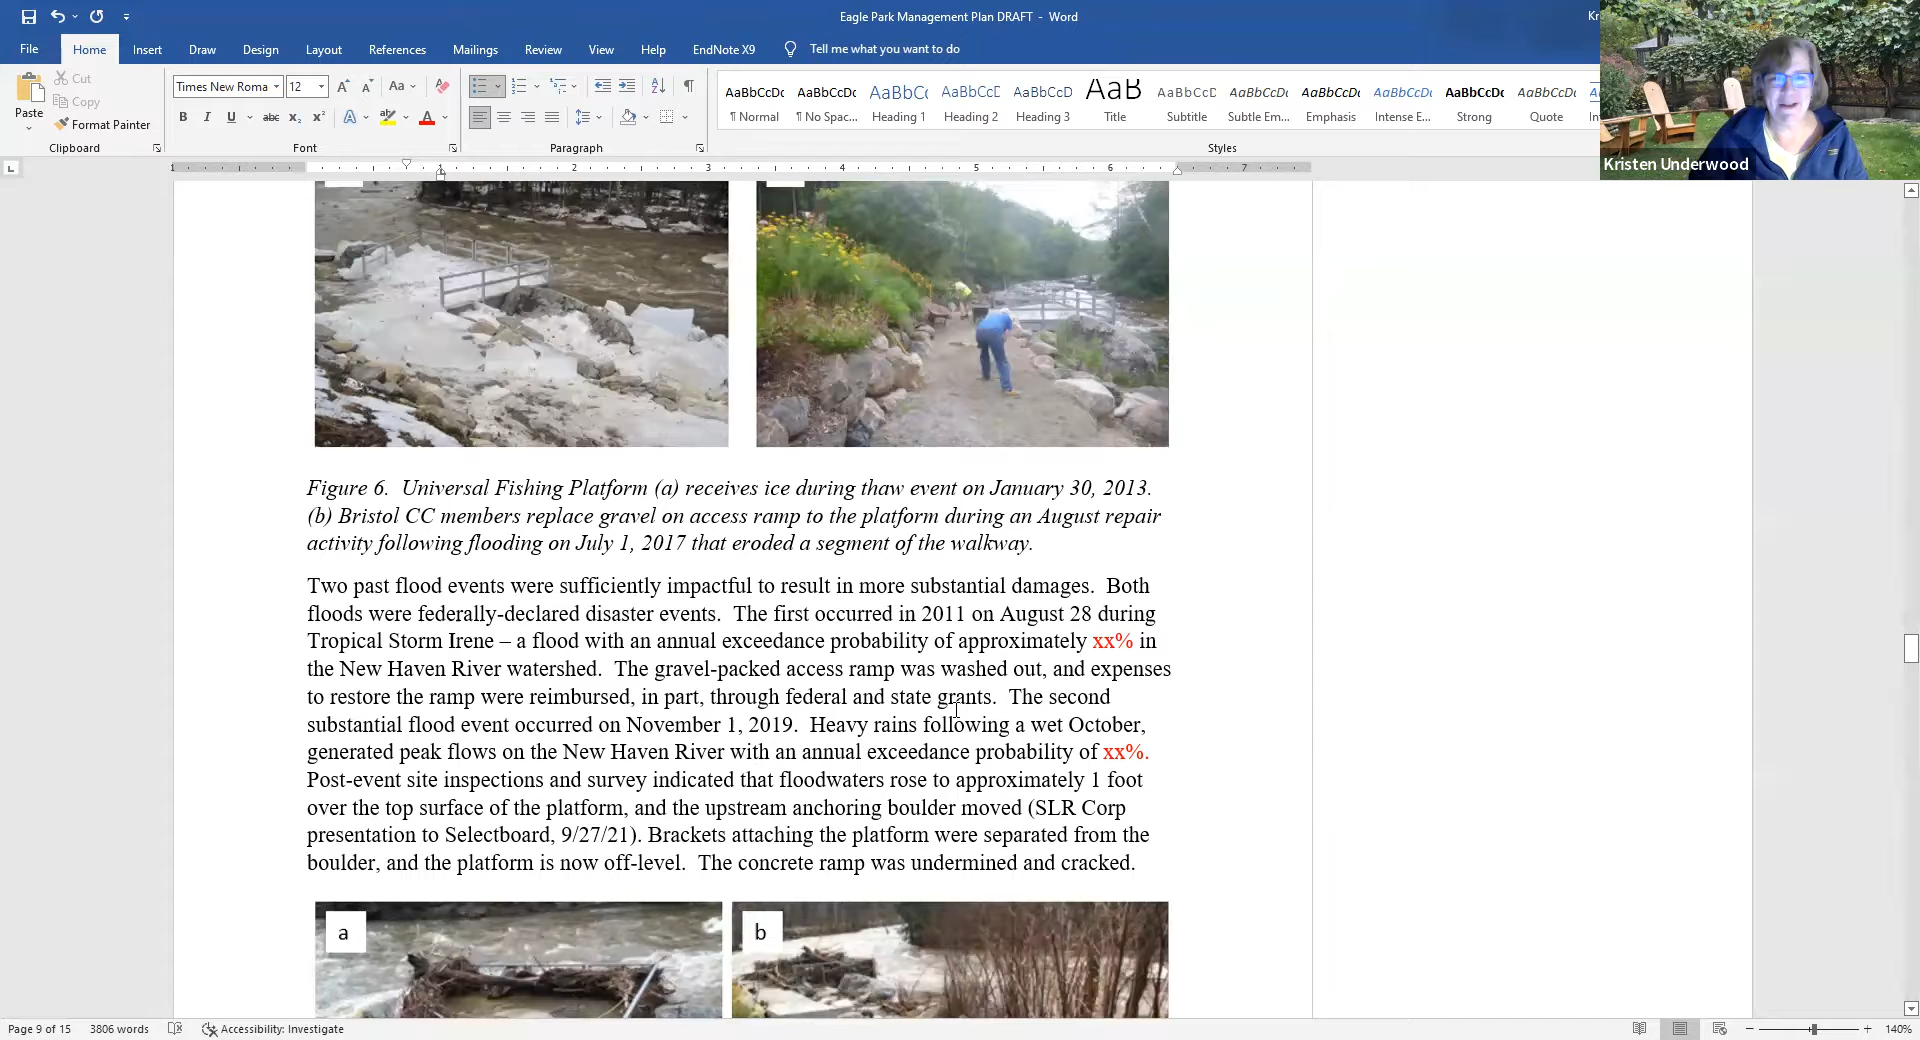 Eagle Park Management Plan DRAFT - Word
File Home Insert Draw Design Layout References Mailings Review View Help EndNote X9 Tell me what you want to do
Paste
Cut
Copy
Format Painter
Times New Roma 12
Clipboard Font Paragraph Styles
AaBbCcDc AaBbCcDc AaBbCc AaBbCcD AaBbCcD AaB AaBbCcD AaBbCcDc AaBbCcDc AaBbCcDc AaBbCcDc AaBbCcDc
¶ Normal ¶ No Spac... Heading 1 Heading 2 Heading 3 Title Subtitle Subtle Em... Emphasis Intense E... Strong Quote
Kristen Underwood
1 1 2 3 4 5 6 7
Figure 6. Universal Fishing Platform (a) receives ice during thaw event on January 30, 2013.
(b) Bristol CC members replace gravel on access ramp to the platform during an August repair
activity following flooding on July 1, 2017 that eroded a segment of the walkway.
Two past flood events were sufficiently impactful to result in more substantial damages. Both
floods were federally-declared disaster events. The first occurred in 2011 on August 28 during
Tropical Storm Irene – a flood with an annual exceedance probability of approximately xx% in
the New Haven River watershed. The gravel-packed access ramp was washed out, and expenses
to restore the ramp were reimbursed, in part, through federal and state grants. The second
substantial flood event occurred on November 1, 2019. Heavy rains following a wet October,
generated peak flows on the New Haven River with an annual exceedance probability of xx%.
Post-event site inspections and survey indicated that floodwaters rose to approximately 1 foot
over the top surface of the platform, and the upstream anchoring boulder moved (SLR Corp
presentation to Selectboard, 9/27/21). Brackets attaching the platform were separated from the
boulder, and the platform is now off-level. The concrete ramp was undermined and cracked.
a
b
Page 9 of 15 3806 words Accessibility: Investigate 140%